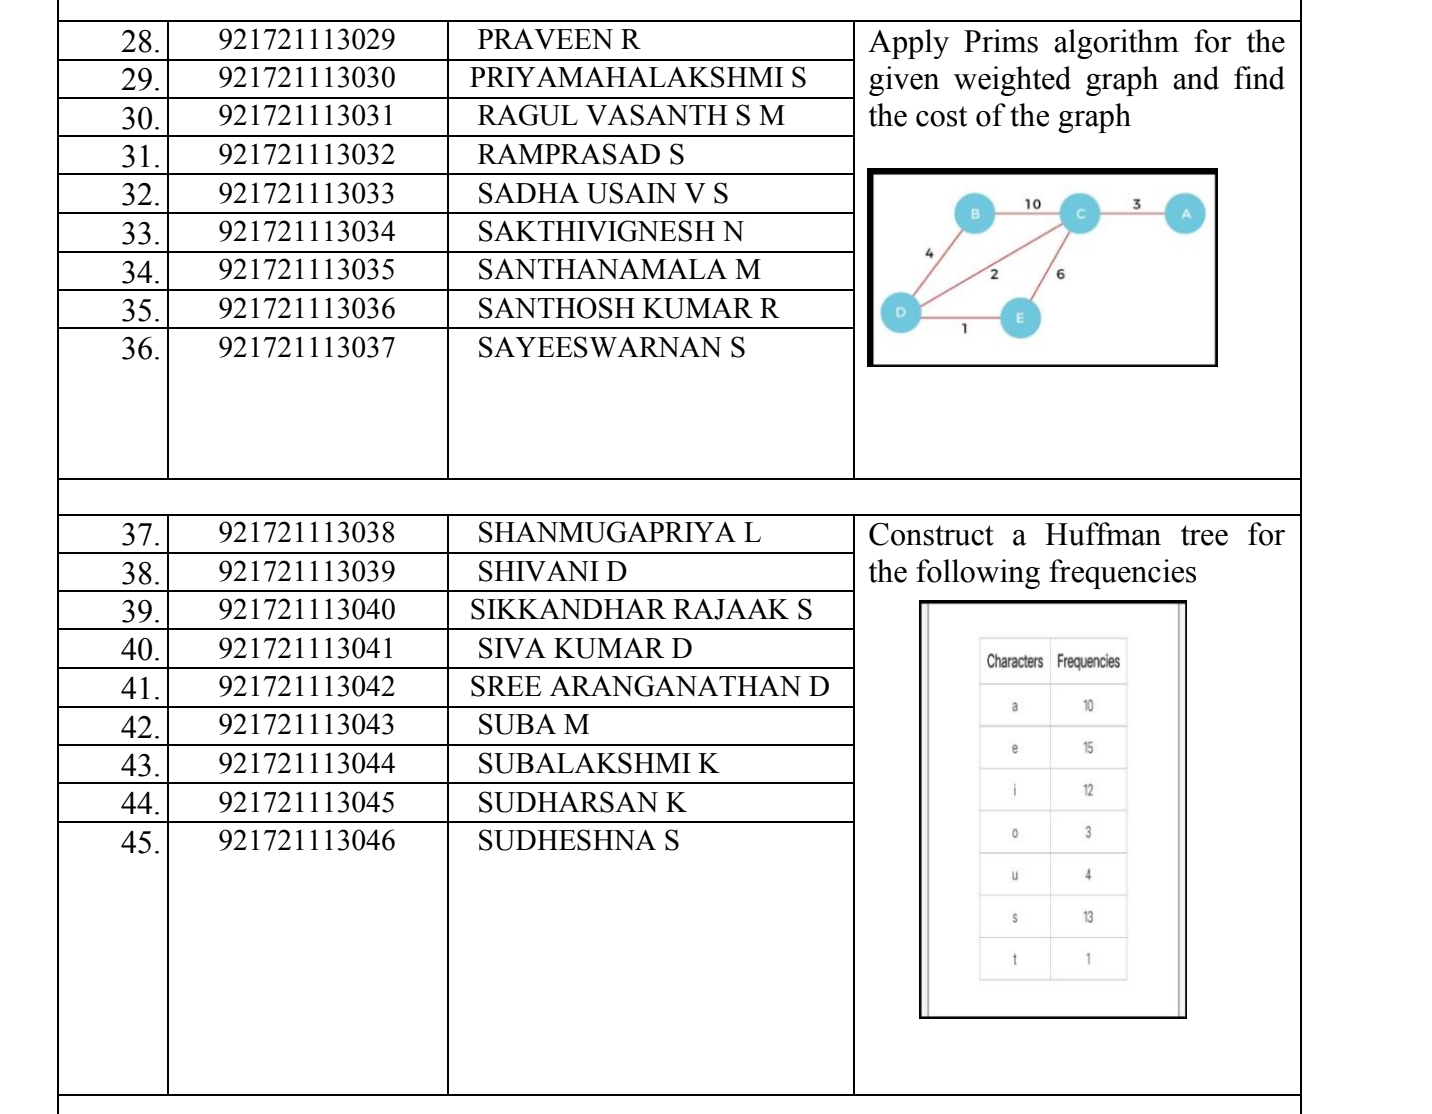 28. 921721113029 PRAVEEN R
29. 921721113030 PRIYAMAHALAKSHMI S
30. 921721113031 RAGUL VASANTH S M
31. 921721113032 RAMPRASAD S
32. 921721113033 SADHA USAIN V S
33. 921721113034 SAKTHIVIGNESH N
34. 921721113035 SANTHANAMALA M
35. 921721113036 SANTHOSH KUMAR R
36. 921721113037 SAYEESWARNAN S
Apply Prims algorithm for the
given weighted graph and find
the cost of the graph
B 10 C 3 A
4
2 6
D E
1
37. 921721113038 SHANMUGAPRIYA L
38. 921721113039 SHIVANI D
39. 921721113040 SIKKANDHAR RAJAAK S
40. 921721113041 SIVA KUMAR D
41. 921721113042 SREE ARANGANATHAN D
42. 921721113043 SUBA M
43. 921721113044 SUBALAKSHMI K
44. 921721113045 SUDHARSAN K
45. 921721113046 SUDHESHNA S
Construct a Huffman tree for
the following frequencies
Characters Frequencies
a 10
e 15
i 12
o 3
u 4
s 13
t 1